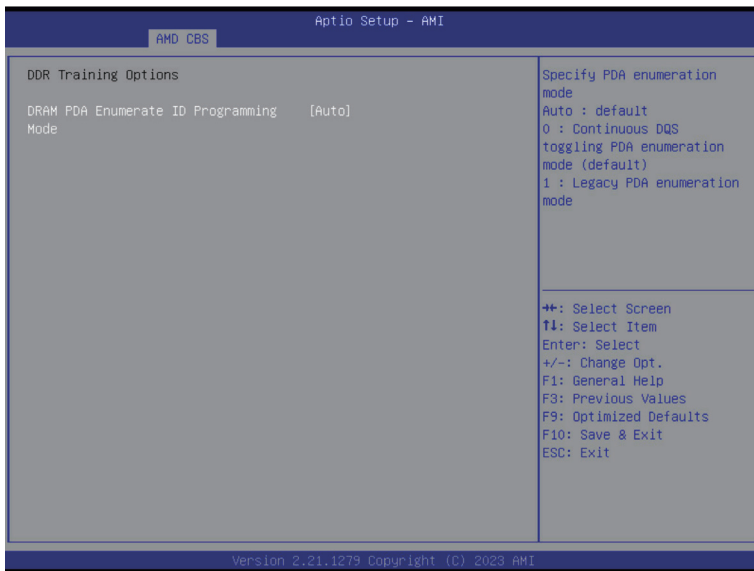 Aptio Setup – AMI
AMD CBS
DDR Training Options
DRAM PDA Enumerate ID Programming [Auto]
Mode
Specify PDA enumeration
mode
Auto : default
0 : Continuous DQS
toggling PDA enumeration
mode (default)
1 : Legacy PDA enumeration
mode
→←: Select Screen
↑↓: Select Item
Enter: Select
+/-: Change Opt.
F1: General Help
F3: Previous Values
F9: Optimized Defaults
F10: Save & Exit
ESC: Exit
Version 2.21.1279 Copyright (C) 2023 AMI